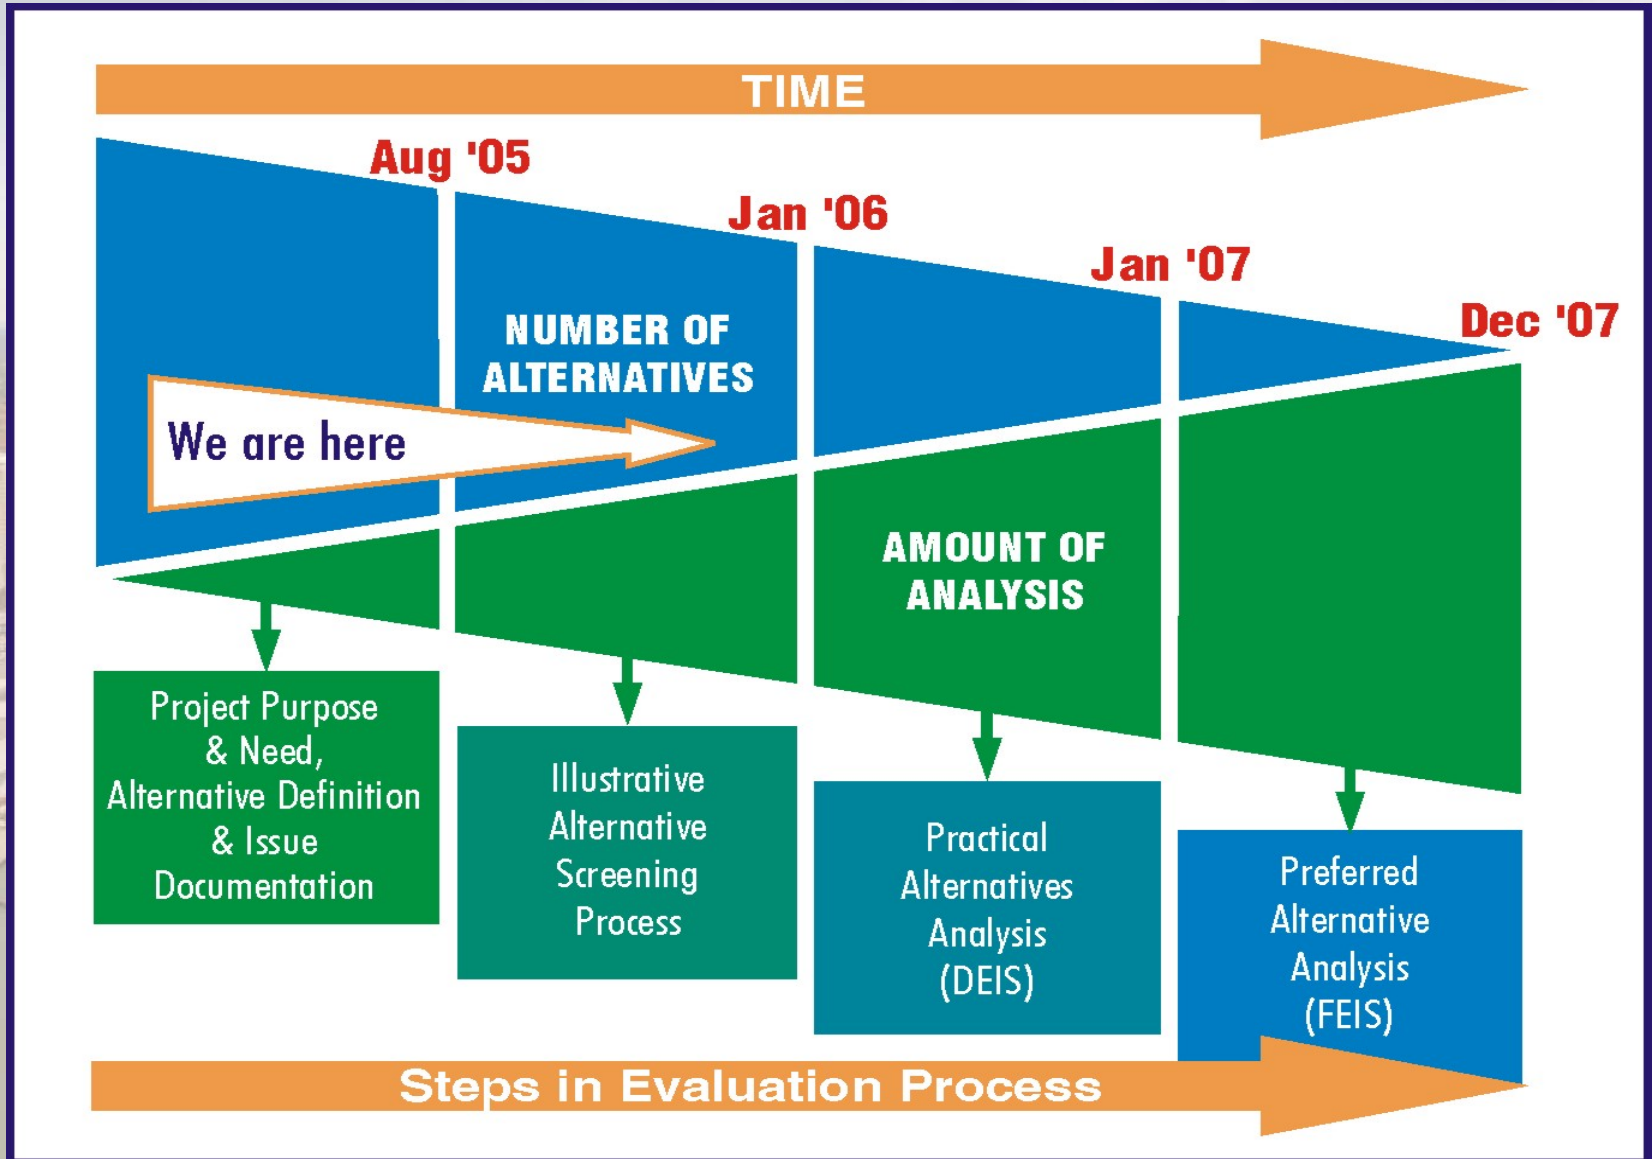 TIME
Aug '05
Jan '06
Jan '07
Dec '07
NUMBER OF
ALTERNATIVES
We are here
AMOUNT OF
ANALYSIS
Project Purpose
& Need,
Alternative Definition
& Issue
Documentation
Illustrative
Alternative
Screening
Process
Practical
Alternatives
Analysis
(DEIS)
Preferred
Alternative
Analysis
(FEIS)
Steps in Evaluation Process